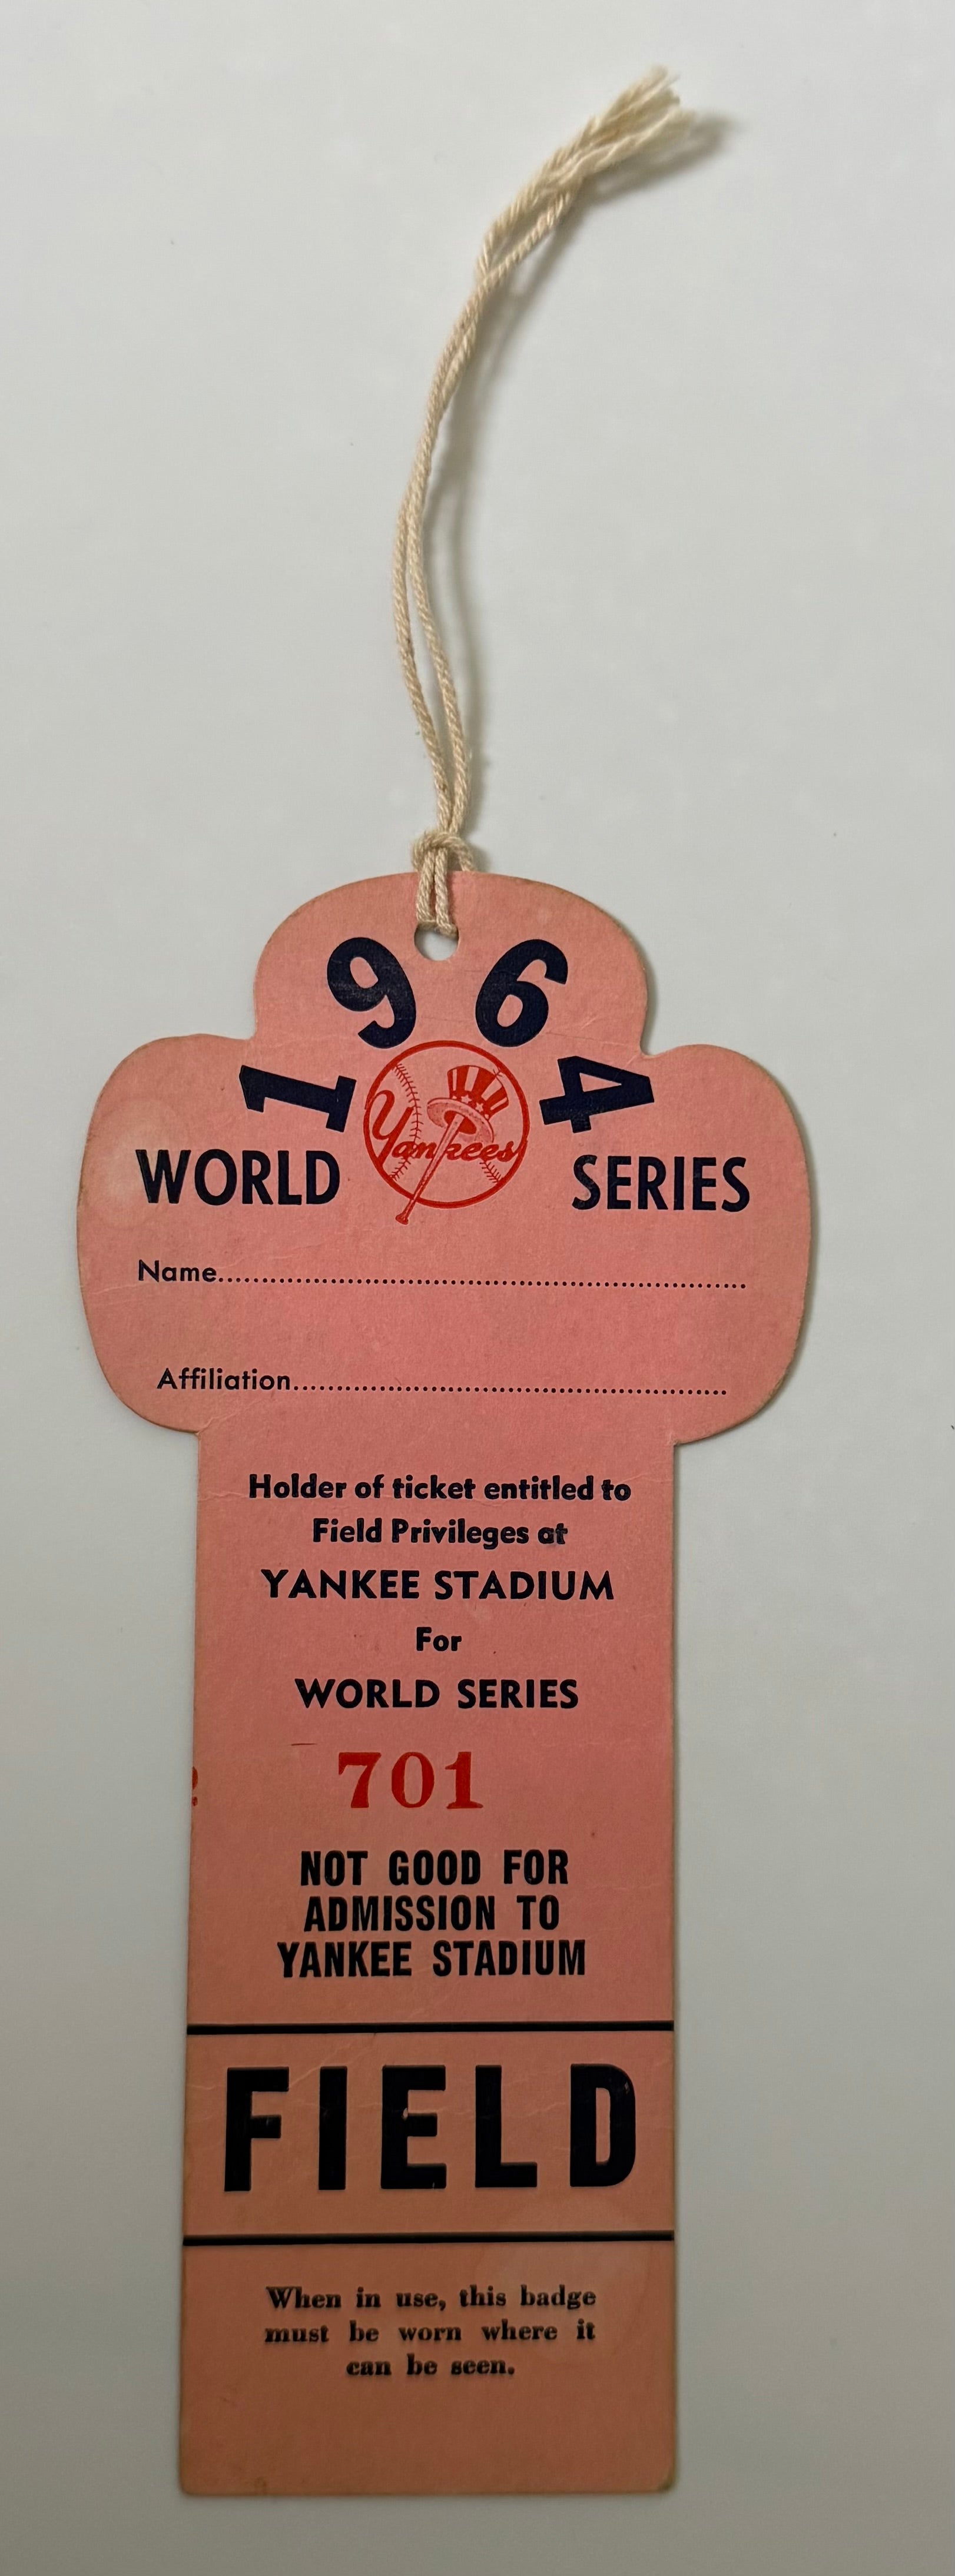 1964
Yankees
WORLD SERIES
Name
Affiliation
Holder of ticket entitled to
Field Privileges at
YANKEE STADIUM
For
WORLD SERIES
701
NOT GOOD FOR
ADMISSION TO
YANKEE STADIUM
FIELD
When in use, this badge
must be worn where it
can be seen.